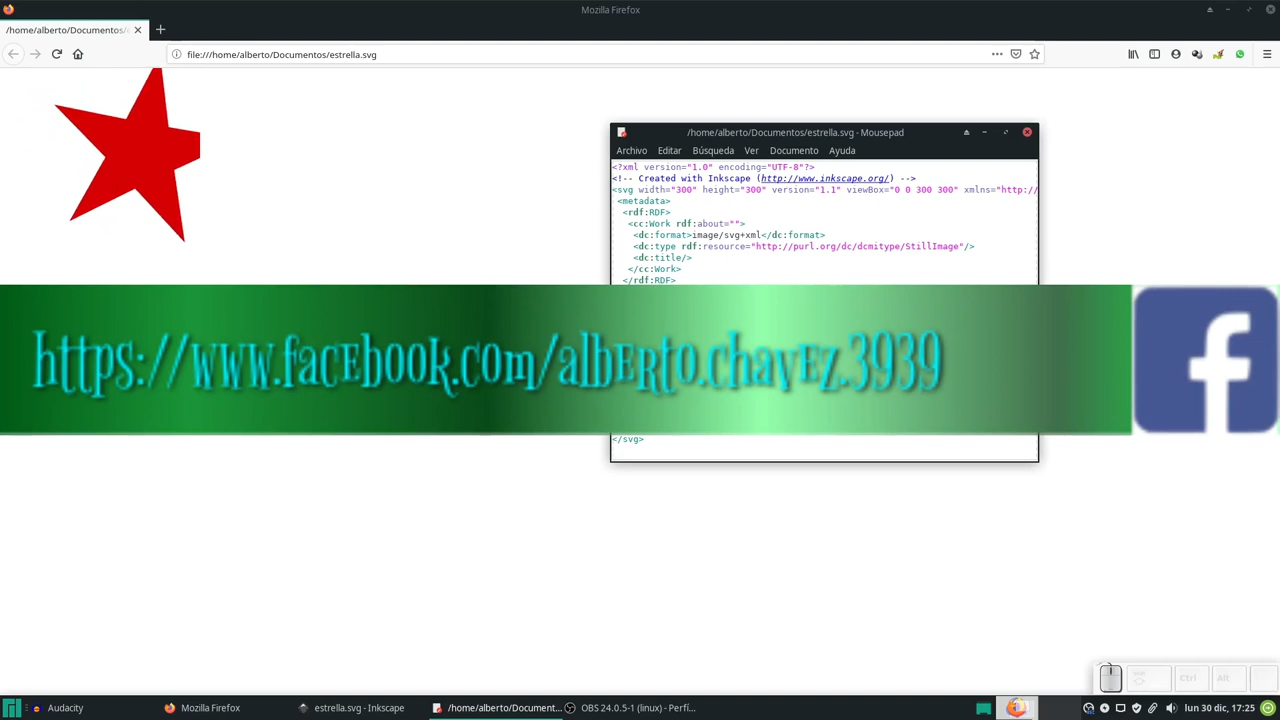 Mozilla Firefox
/home/alberto/Documentos/
file:///home/alberto/Documentos/estrella.svg
/home/alberto/Documentos/estrella.svg - Mousepad
Archivo Editar Búsqueda Ver Documento Ayuda
<?xml version="1.0" encoding="UTF-8"?>
<!-- Created with Inkscape (http://www.inkscape.org/) -->
<svg width="300" height="300" version="1.1" viewBox="0 0 300 300" xmlns="http://
<metadata>
<rdf:RDF>
<cc:Work rdf:about="">
<dc:format>image/svg+xml</dc:format>
<dc:type rdf:resource="http://purl.org/dc/dcmitype/StillImage"/>
<dc:title/>
</cc:Work>
</rdf:RDF>
https://www.facebook.com/alberto.chavez.3939
f
</svg>
Ctrl Alt
Audacity Mozilla Firefox estrella.svg - Inkscape /home/alberto/Document... OBS 24.0.5-1 (linux) - Perfí... lun 30 dic, 17:25